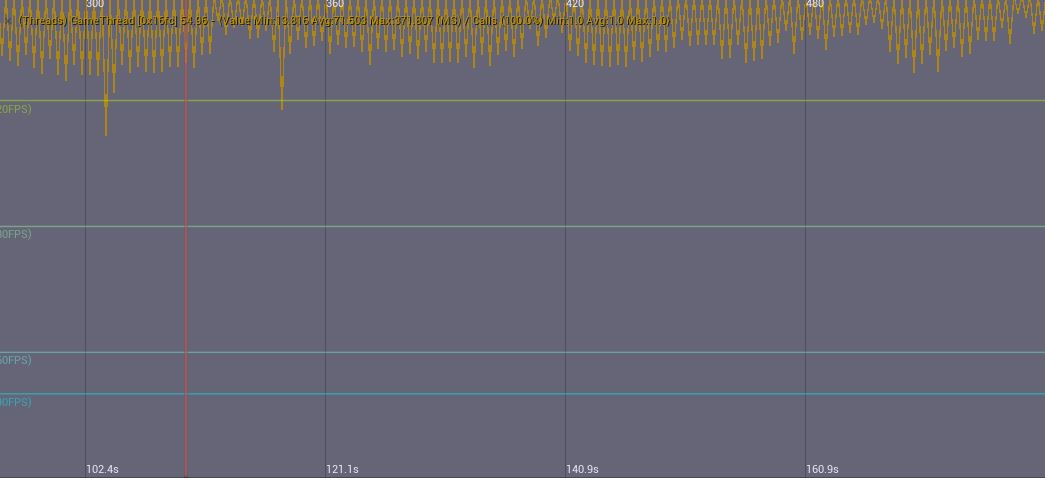 300 360 420 480
(Threads) GameThread [0x16fc] 54.96 - (Value Min:13.816 Avg:71.503 Max:371.807 (MS) / Calls (100.0%) Min:1.0 Avg:1.0 Max:1.0)
20FPS)
30FPS)
60FPS)
90FPS)
102.4s 121.1s 140.9s 160.9s